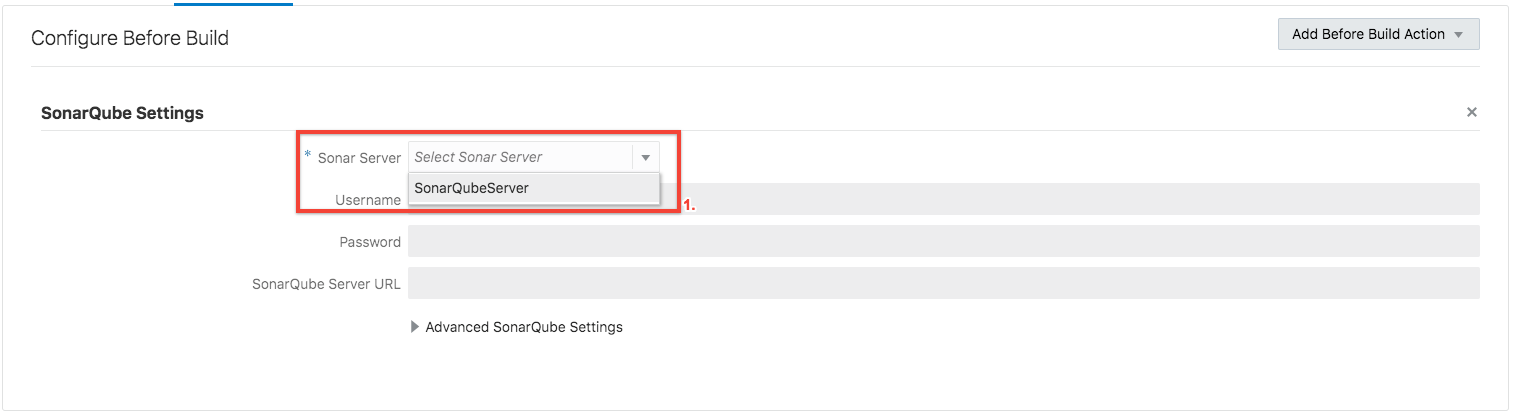 Configure Before Build
Add Before Build Action
SonarQube Settings
×
* Sonar Server
Select Sonar Server
SonarQubeServer
Username
1.
Password
SonarQube Server URL
Advanced SonarQube Settings